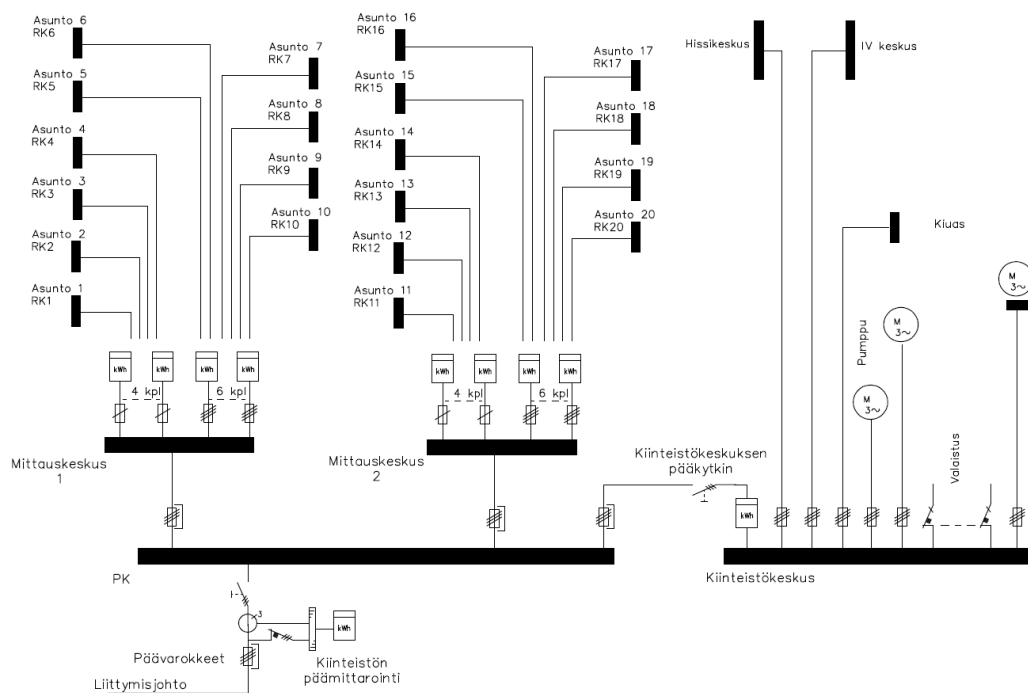 Asunto 6
RK6
Asunto 5
RK5
Asunto 4
RK4
Asunto 3
RK3
Asunto 2
RK2
Asunto 1
RK1
Asunto 7
RK7
Asunto 8
RK8
Asunto 9
RK9
Asunto 10
RK10
kWh
kWh
kWh
kWh
4 kpl
6 kpl
Mittauskeskus
1
Asunto 16
RK16
Asunto 15
RK15
Asunto 14
RK14
Asunto 13
RK13
Asunto 12
RK12
Asunto 11
RK11
Asunto 17
RK17
Asunto 18
RK18
Asunto 19
RK19
Asunto 20
RK20
kWh
kWh
kWh
kWh
4 kpl
6 kpl
Mittauskeskus
2
Hissikeskus
IV keskus
Kiuas
M
3~
M
3~
M
3~
Pumppu
Valaistus
Kiinteistökeskuksen
pääkytkin
kWh
Kiinteistökeskus
PK
3
kWh
Päävarokkeet
Kiinteistön
päämittarointi
Liittymisjohto